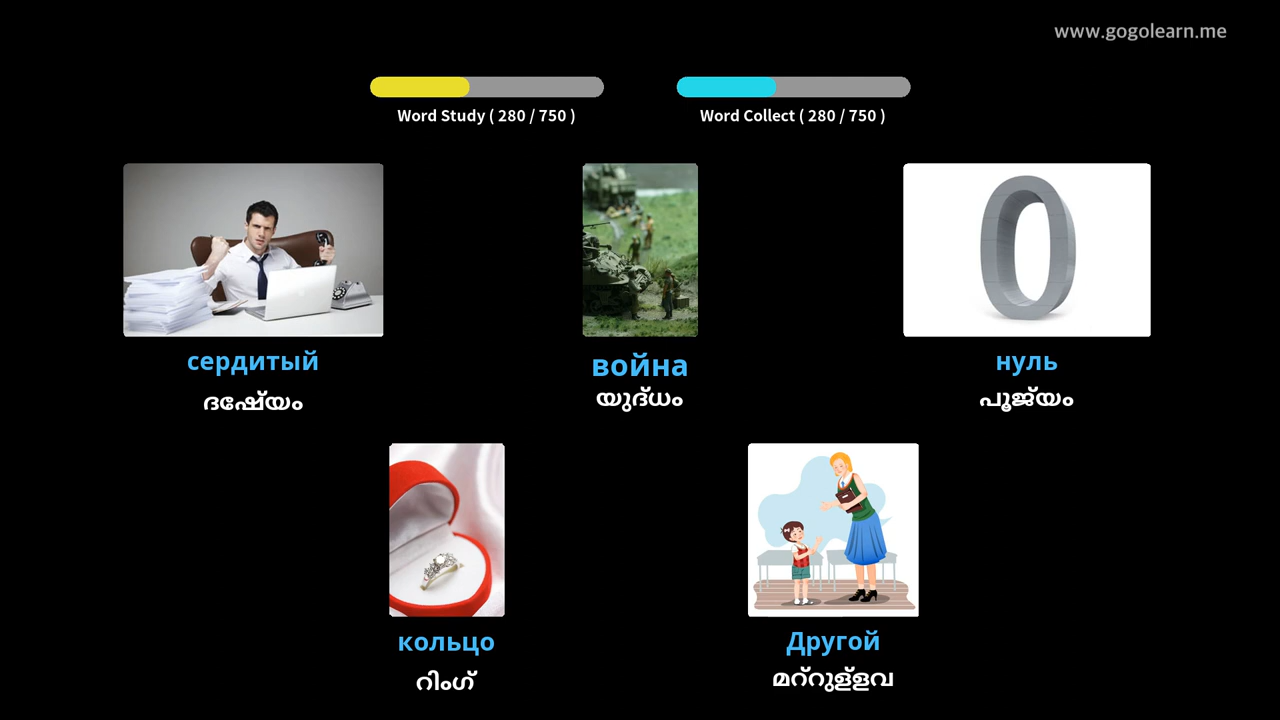 www.gogolearn.me
Word Study ( 280 / 750 )
Word Collect ( 280 / 750 )
сердитый
ദേഷ്യം
война
യുദ്ധം
нуль
പൂജ്യം
кольцо
റിംഗ്
Другой
മറ്റുള്ളവ